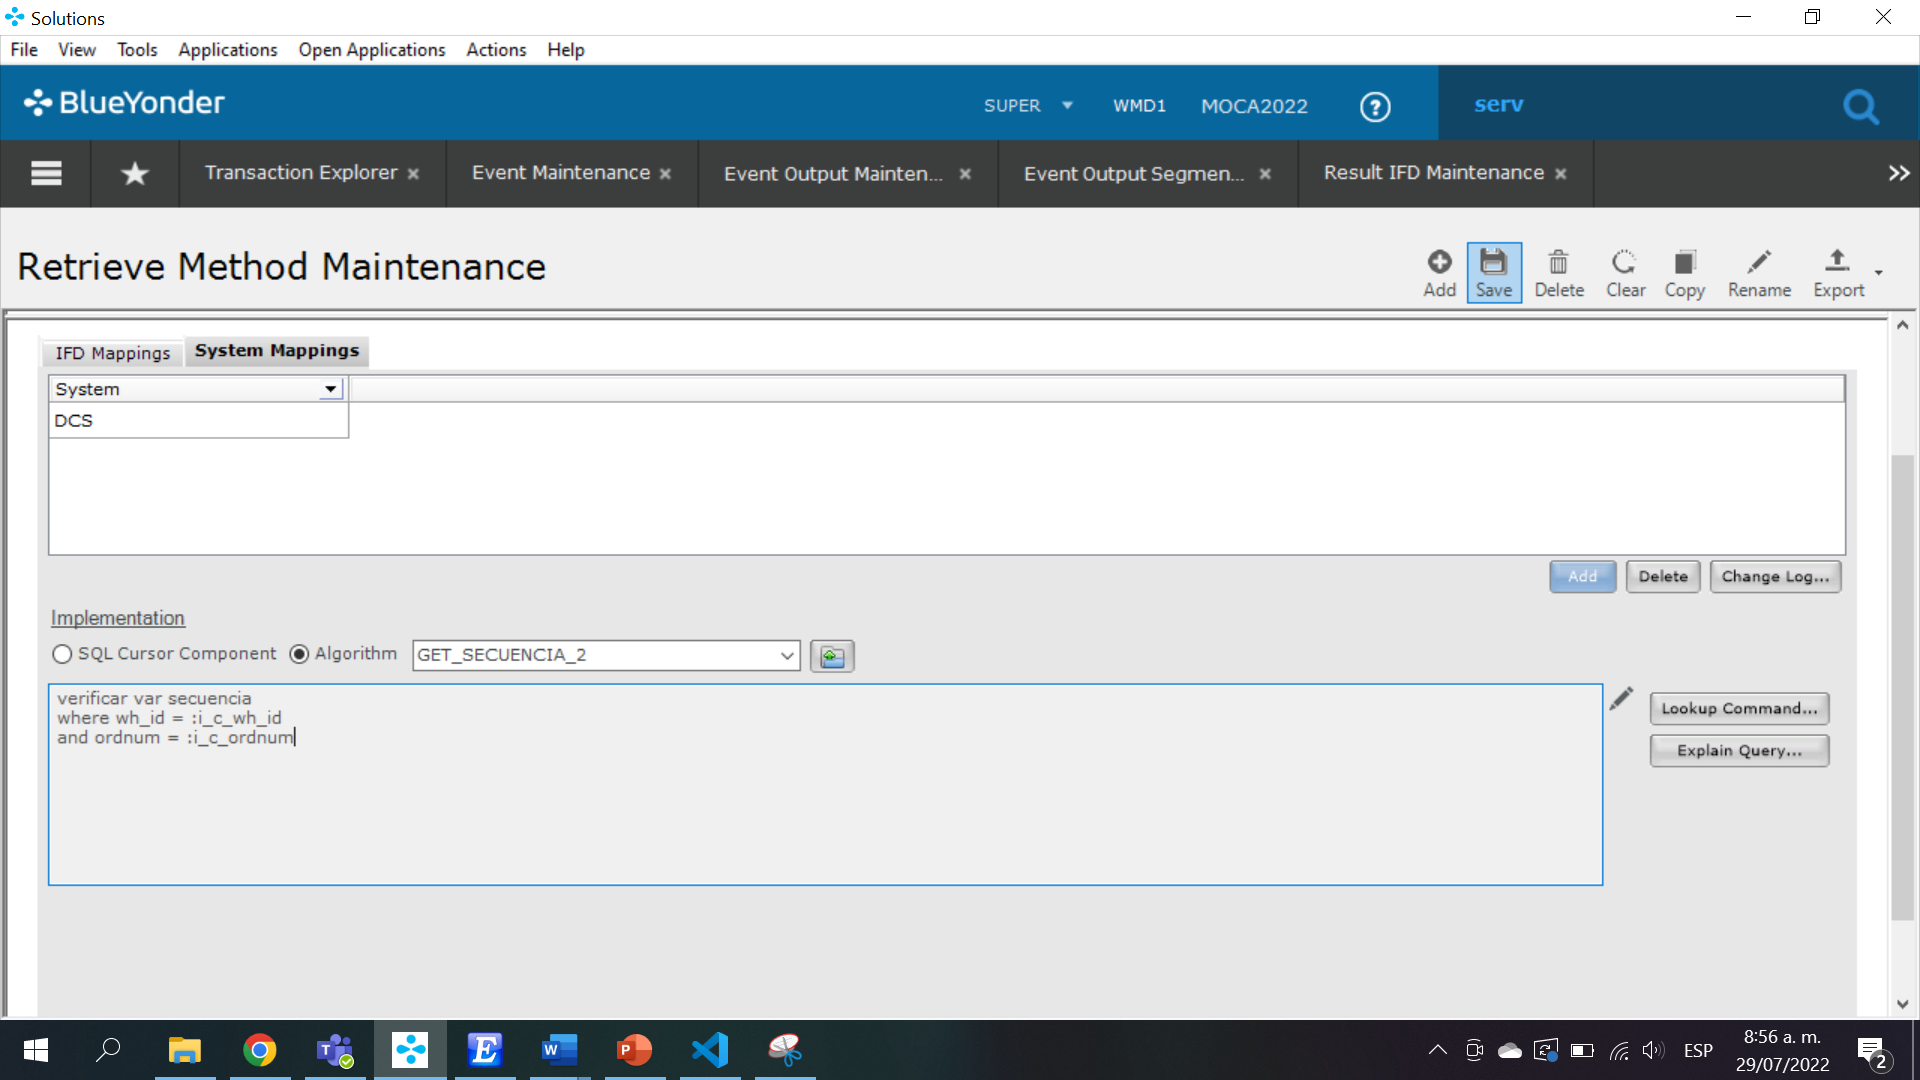 Solutions
File View Tools Applications Open Applications Actions Help
BlueYonder SUPER WMD1 MOCA2022 ? serv
Transaction Explorer × Event Maintenance × Event Output Mainten... × Event Output Segmen... × Result IFD Maintenance × »
Retrieve Method Maintenance
Add Save Delete Clear Copy Rename Export
IFD Mappings System Mappings
System
DCS
Add Delete Change Log...
Implementation
SQL Cursor Component Algorithm GET_SECUENCIA_2
verificar var secuencia
where wh_id = :i_c_wh_id
and ordnum = :i_c_ordnum
Lookup Command...
Explain Query...
ESP 8:56 a. m.
29/07/2022 2